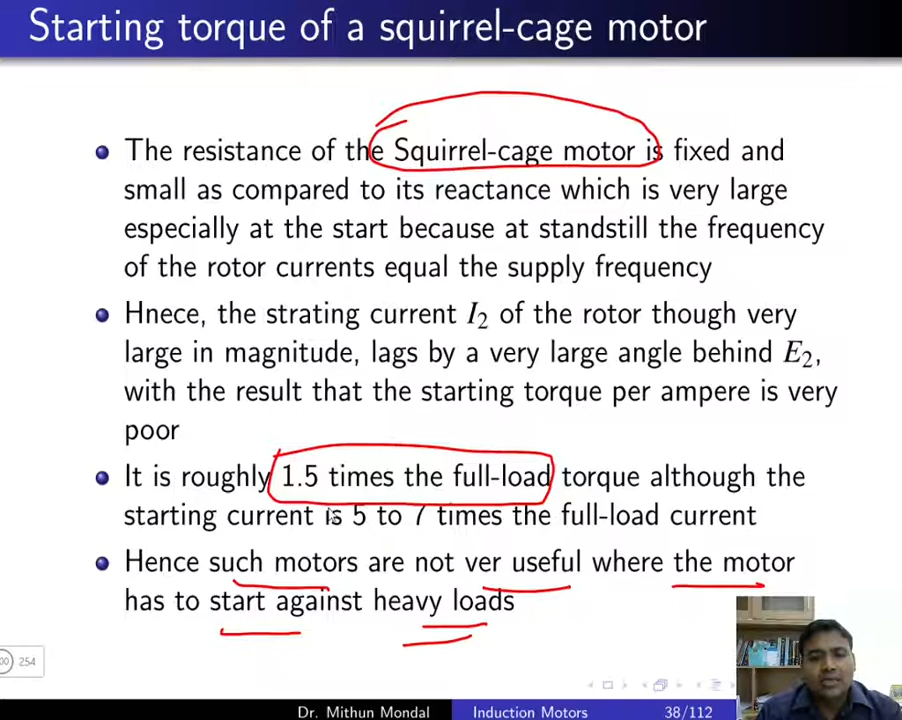 Starting torque of a squirrel-cage motor
The resistance of the Squirrel-cage motor is fixed and
small as compared to its reactance which is very large
especially at the start because at standstill the frequency
of the rotor currents equal the supply frequency
Hnece, the strating current I₂ of the rotor though very
large in magnitude, lags by a very large angle behind E₂,
with the result that the starting torque per ampere is very
poor
It is roughly 1.5 times the full-load torque although the
starting current is 5 to 7 times the full-load current
Hence such motors are not ver useful where the motor
has to start against heavy loads
254
Dr. Mithun Mondal
Induction Motors
38/112